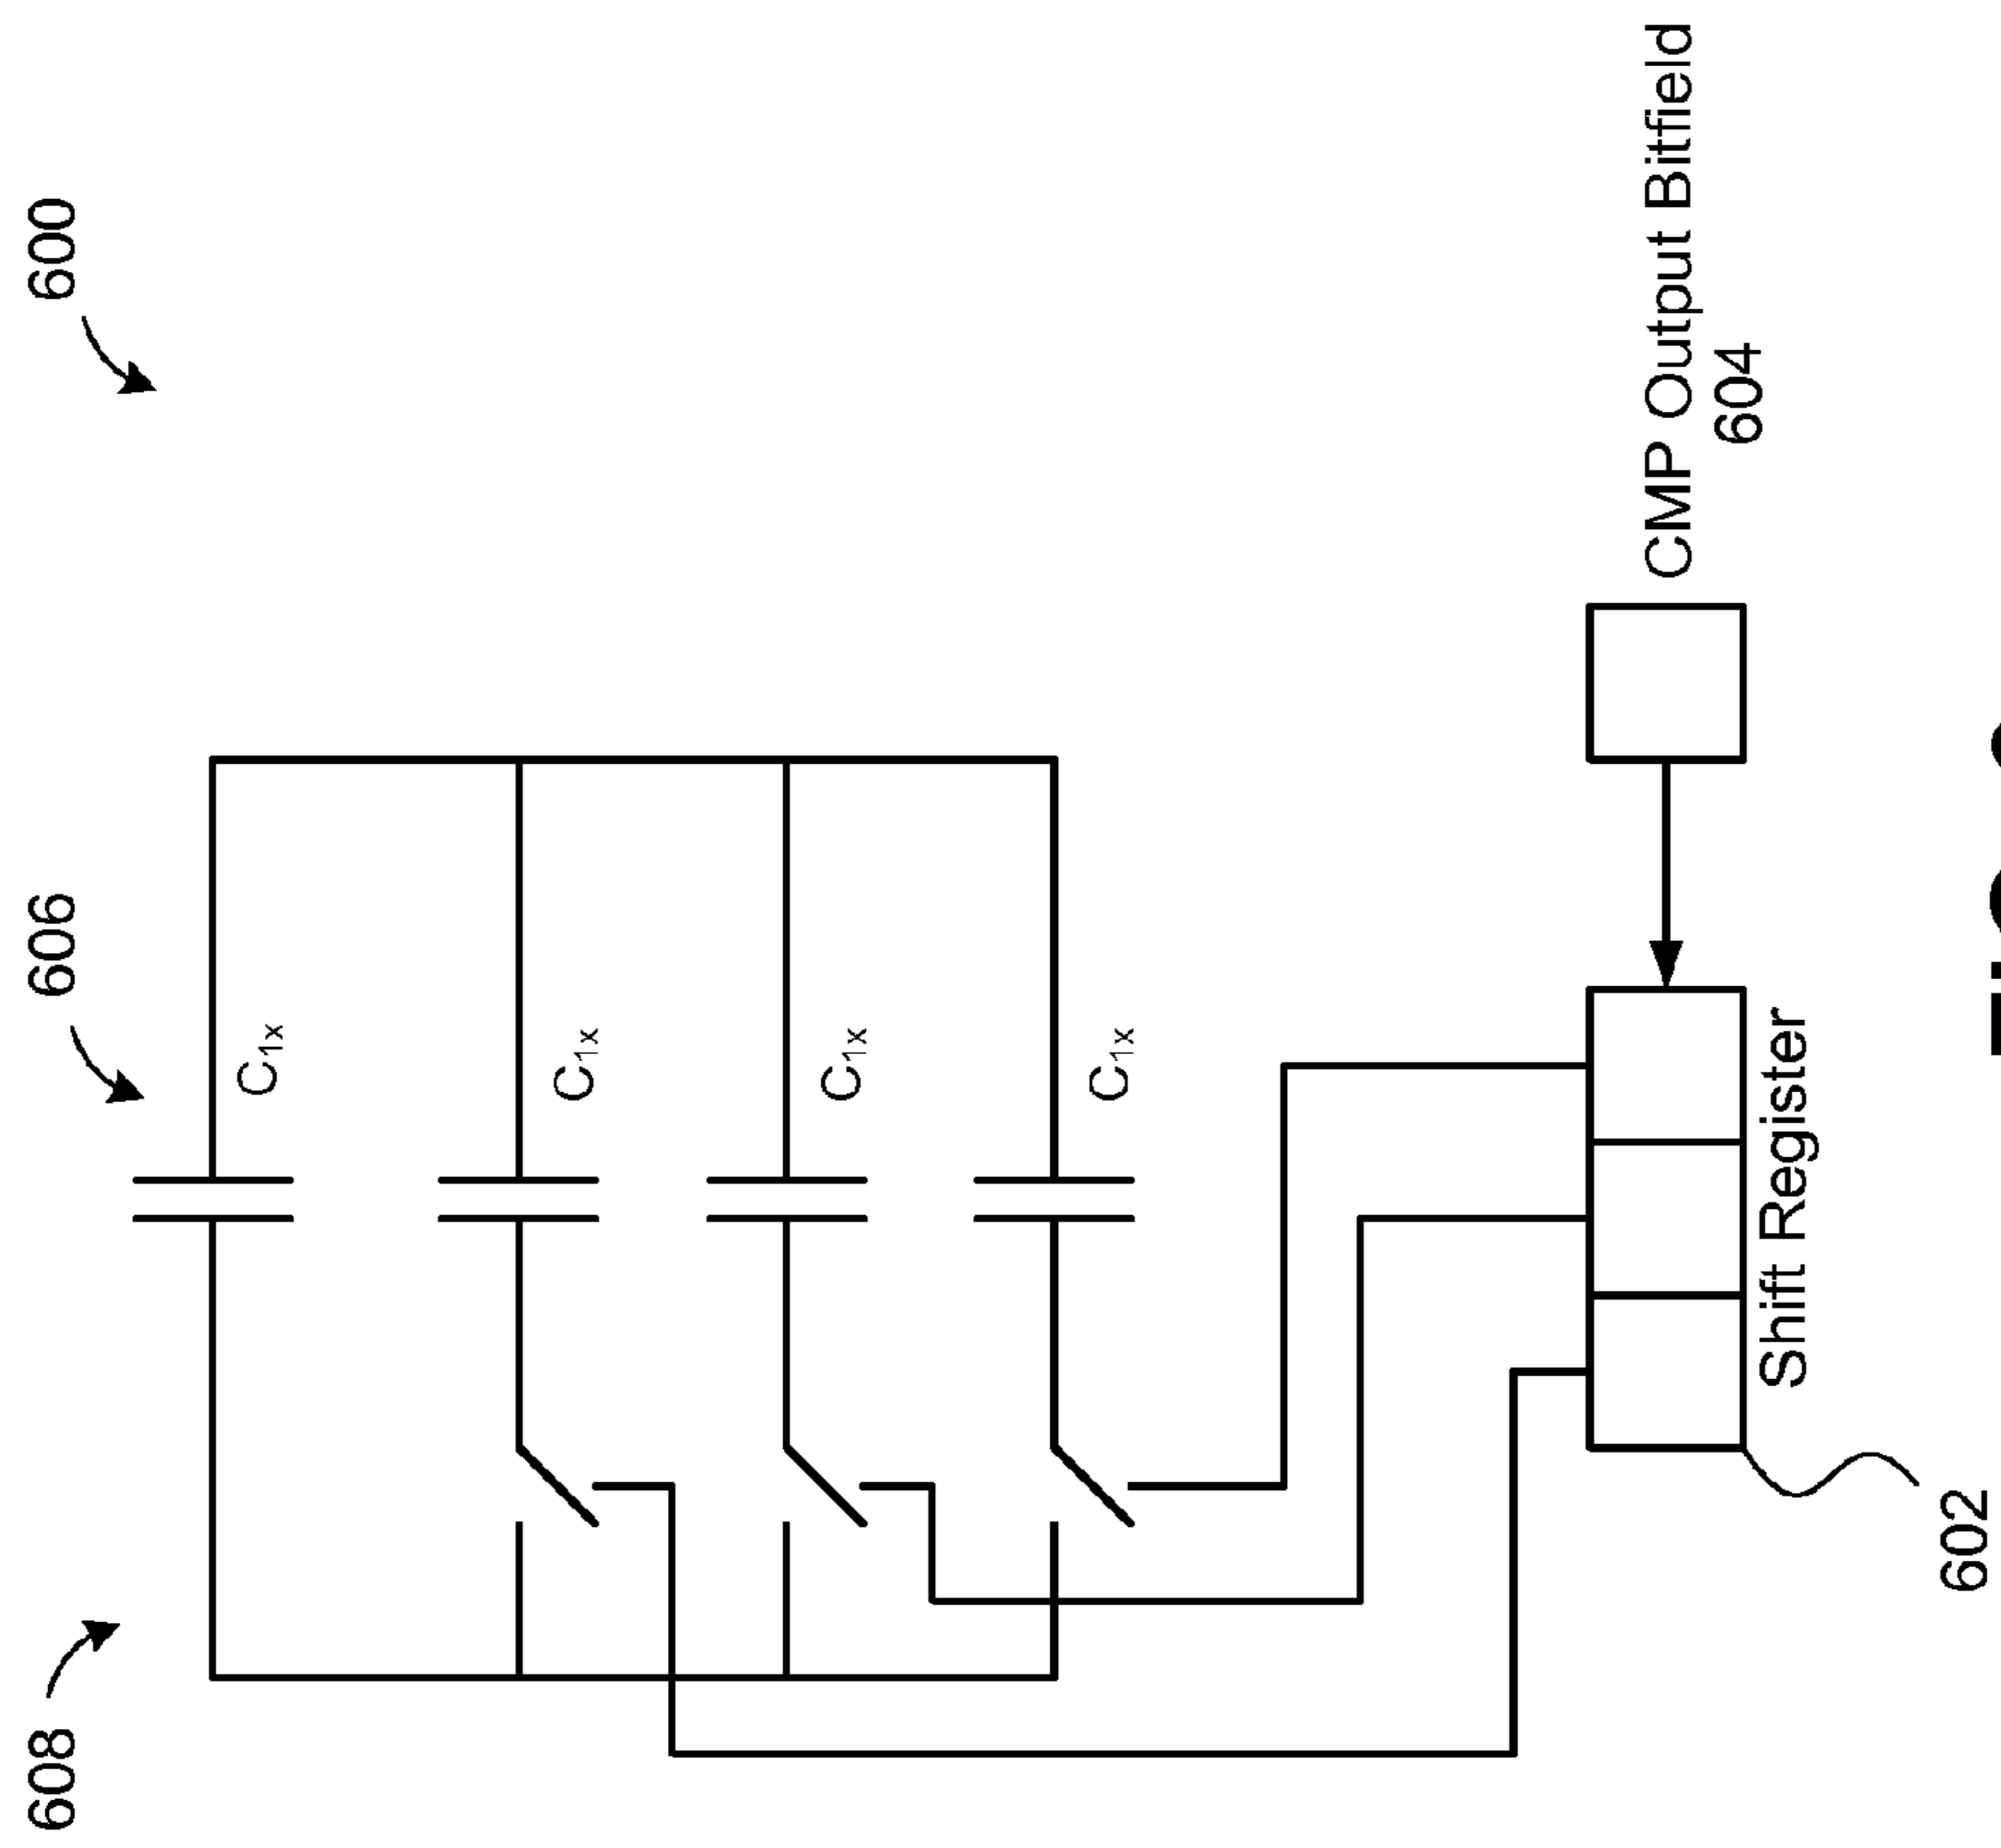 600
606
608
C1x
C1x
C1x
C1x
CMP Output Bitfield
604
Shift Register
602